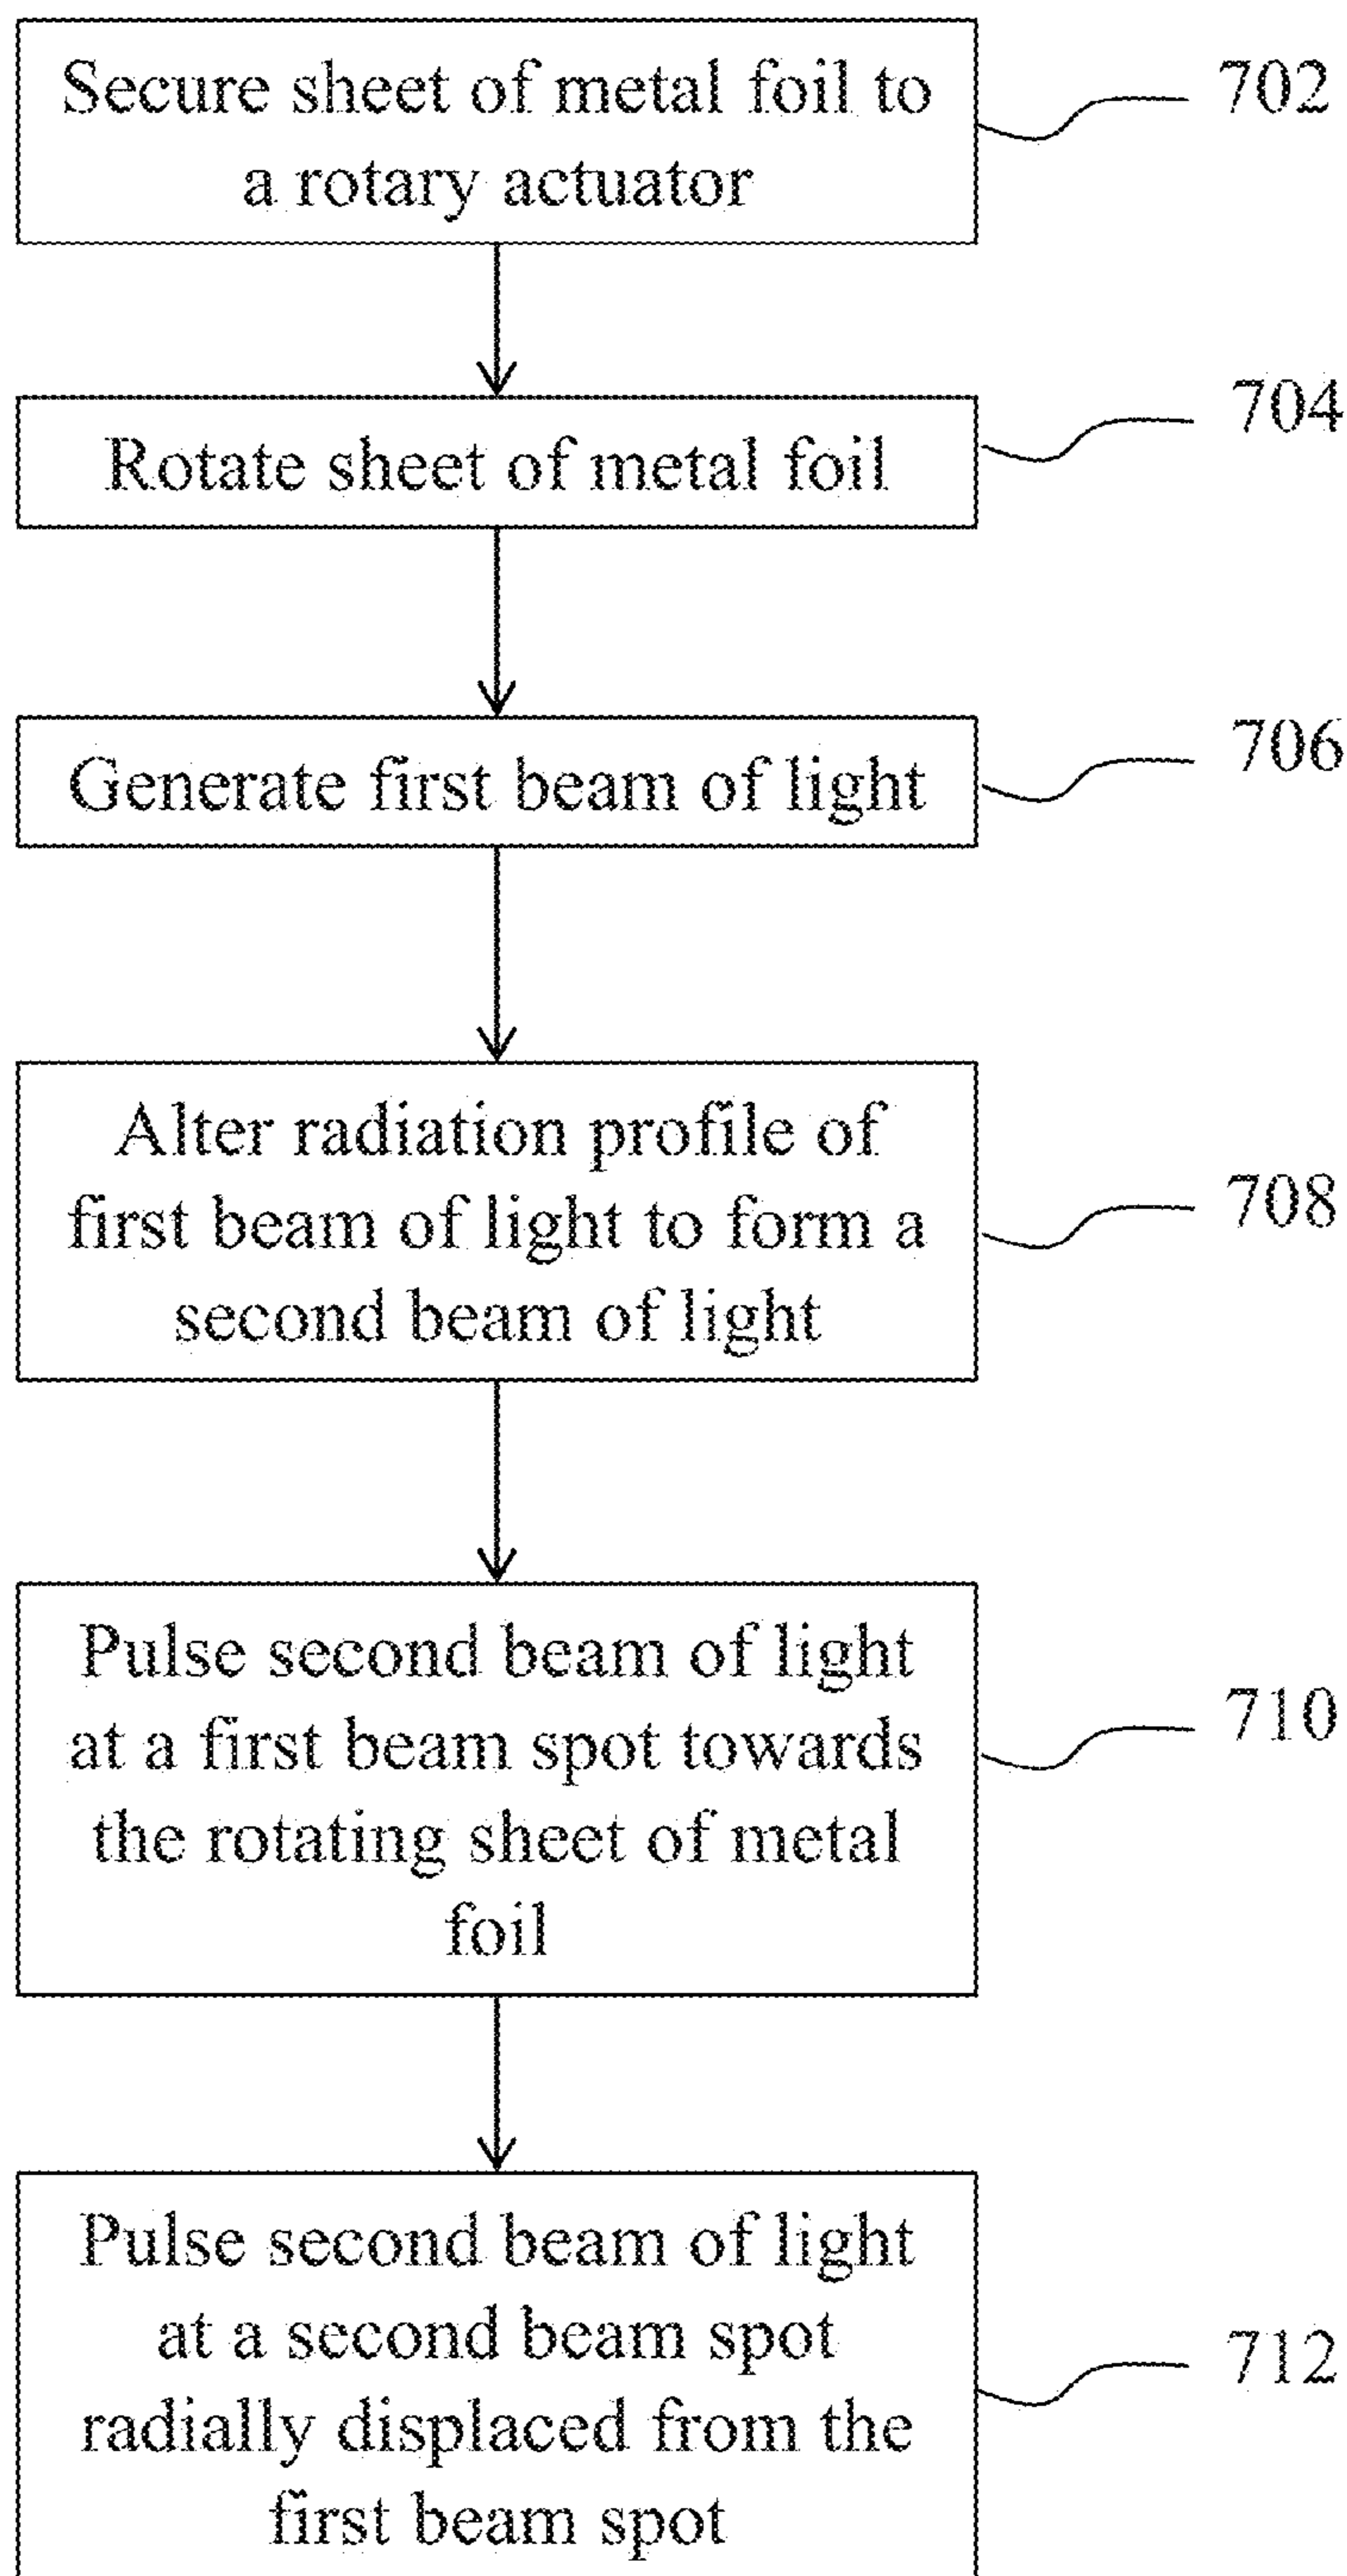 Secure sheet of metal foil to
a rotary actuator
702
Rotate sheet of metal foil
704
Generate first beam of light
706
Alter radiation profile of
first beam of light to form a
second beam of light
708
Pulse second beam of light
at a first beam spot towards
the rotating sheet of metal
foil
710
Pulse second beam of light
at a second beam spot
radially displaced from the
first beam spot
712